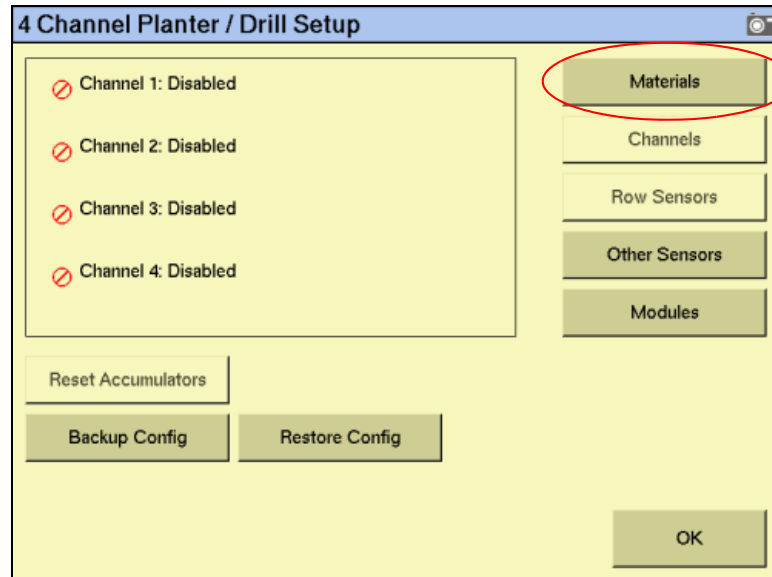 4 Channel Planter / Drill Setup
Channel 1: Disabled
Channel 2: Disabled
Channel 3: Disabled
Channel 4: Disabled
Materials
Channels
Row Sensors
Other Sensors
Modules
Reset Accumulators
Backup Config
Restore Config
OK